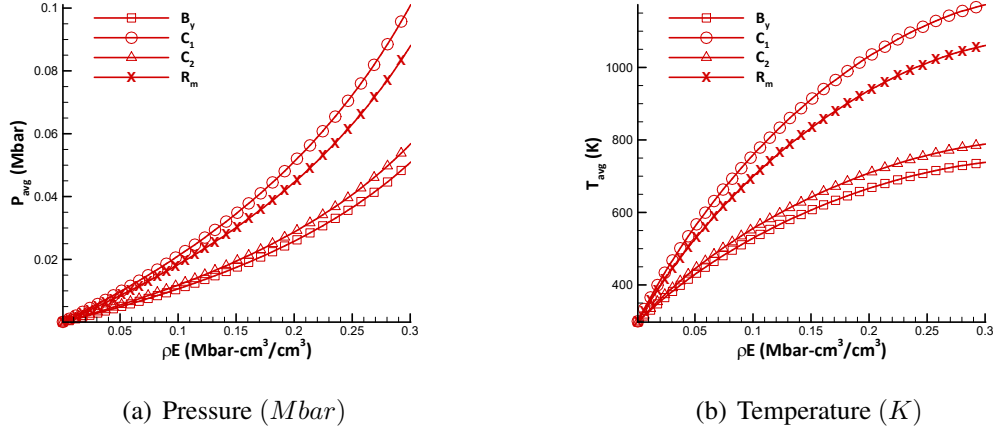 0.1
0.08
0.06
0.04
0.02
P_avg (Mbar)
B_y
C_1
C_2
R_m
0.05 0.1 0.15 0.2 0.25 0.3
ρE (Mbar-cm³/cm³)
(a) Pressure (Mbar)
1000
800
600
400
T_avg (K)
B_y
C_1
C_2
R_m
0.05 0.1 0.15 0.2 0.25 0.3
ρE (Mbar-cm³/cm³)
(b) Temperature (K)